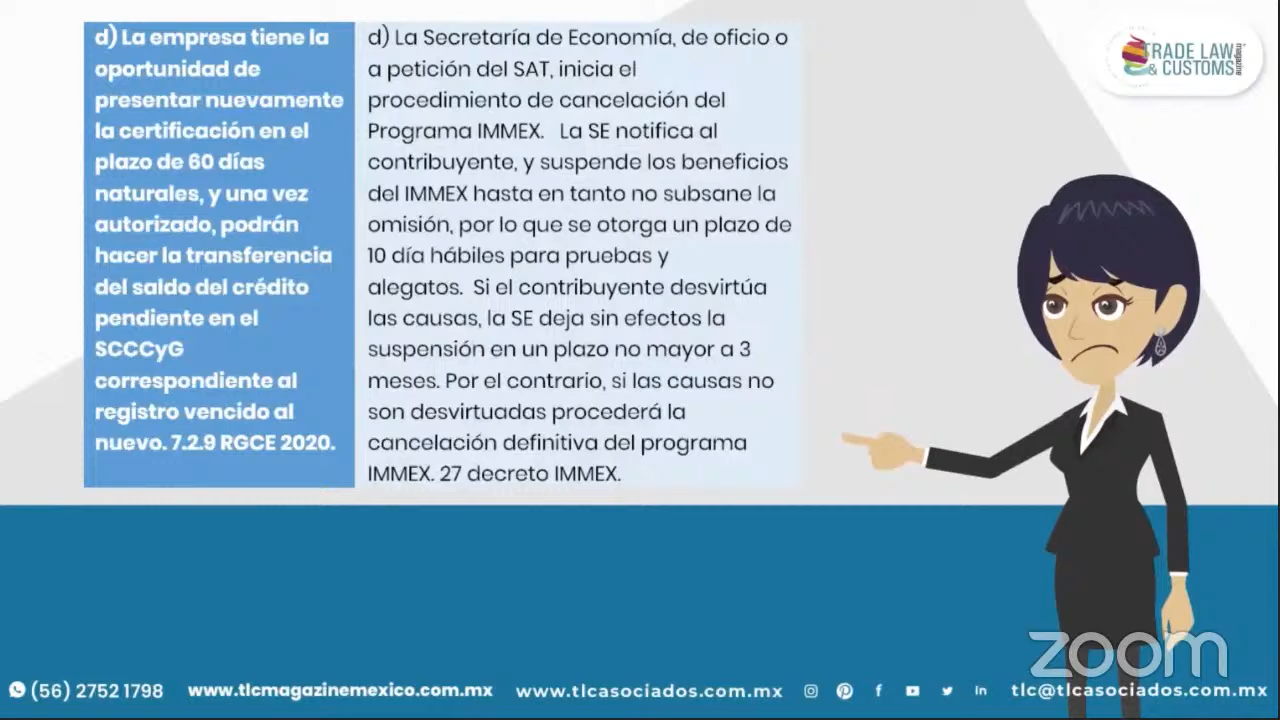 d) La empresa tiene la
oportunidad de
presentar nuevamente
la certificación en el
plazo de 60 días
naturales, y una vez
autorizado, podrán
hacer la transferencia
del saldo del crédito
pendiente en el
SCCCyG
correspondiente al
registro vencido al
nuevo. 7.2.9 RGCE 2020.
d) La Secretaría de Economía, de oficio o
a petición del SAT, inicia el
procedimiento de cancelación del
Programa IMMEX. La SE notifica al
contribuyente, y suspende los beneficios
del IMMEX hasta en tanto no subsane la
omisión, por lo que se otorga un plazo de
10 día hábiles para pruebas y
alegatos. Si el contribuyente desvirtúa
las causas, la SE deja sin efectos la
suspensión en un plazo no mayor a 3
meses. Por el contrario, si las causas no
son desvirtuadas procederá la
cancelación definitiva del programa
IMMEX. 27 decreto IMMEX.
TRADE LAW
& CUSTOMS
magazine
zoom
(56) 2752 1798 www.tlcmagazinemexico.com.mx www.tlcasociados.com.mx tlc@tlcasociados.com.mx